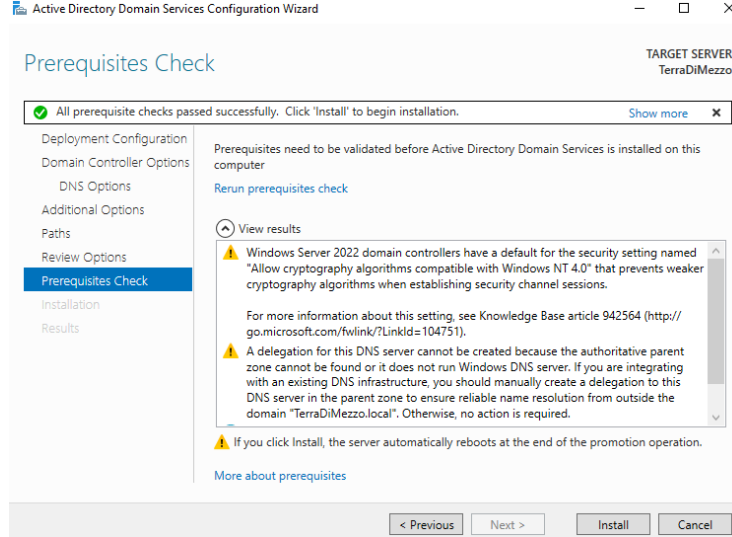 Active Directory Domain Services Configuration Wizard
Prerequisites Check
TARGET SERVER
TerraDiMezzo
All prerequisite checks passed successfully.  Click 'Install' to begin installation.
Show more
Deployment Configuration
Domain Controller Options
DNS Options
Additional Options
Paths
Review Options
Prerequisites Check
Installation
Results
Prerequisites need to be validated before Active Directory Domain Services is installed on this
computer
Rerun prerequisites check
View results
Windows Server 2022 domain controllers have a default for the security setting named
"Allow cryptography algorithms compatible with Windows NT 4.0" that prevents weaker
cryptography algorithms when establishing security channel sessions.
For more information about this setting, see Knowledge Base article 942564 (http://
go.microsoft.com/fwlink/?LinkId=104751).
A delegation for this DNS server cannot be created because the authoritative parent
zone cannot be found or it does not run Windows DNS server. If you are integrating
with an existing DNS infrastructure, you should manually create a delegation to this
DNS server in the parent zone to ensure reliable name resolution from outside the
domain "TerraDiMezzo.local". Otherwise, no action is required.
If you click Install, the server automatically reboots at the end of the promotion operation.
More about prerequisites
< Previous
Next >
Install
Cancel